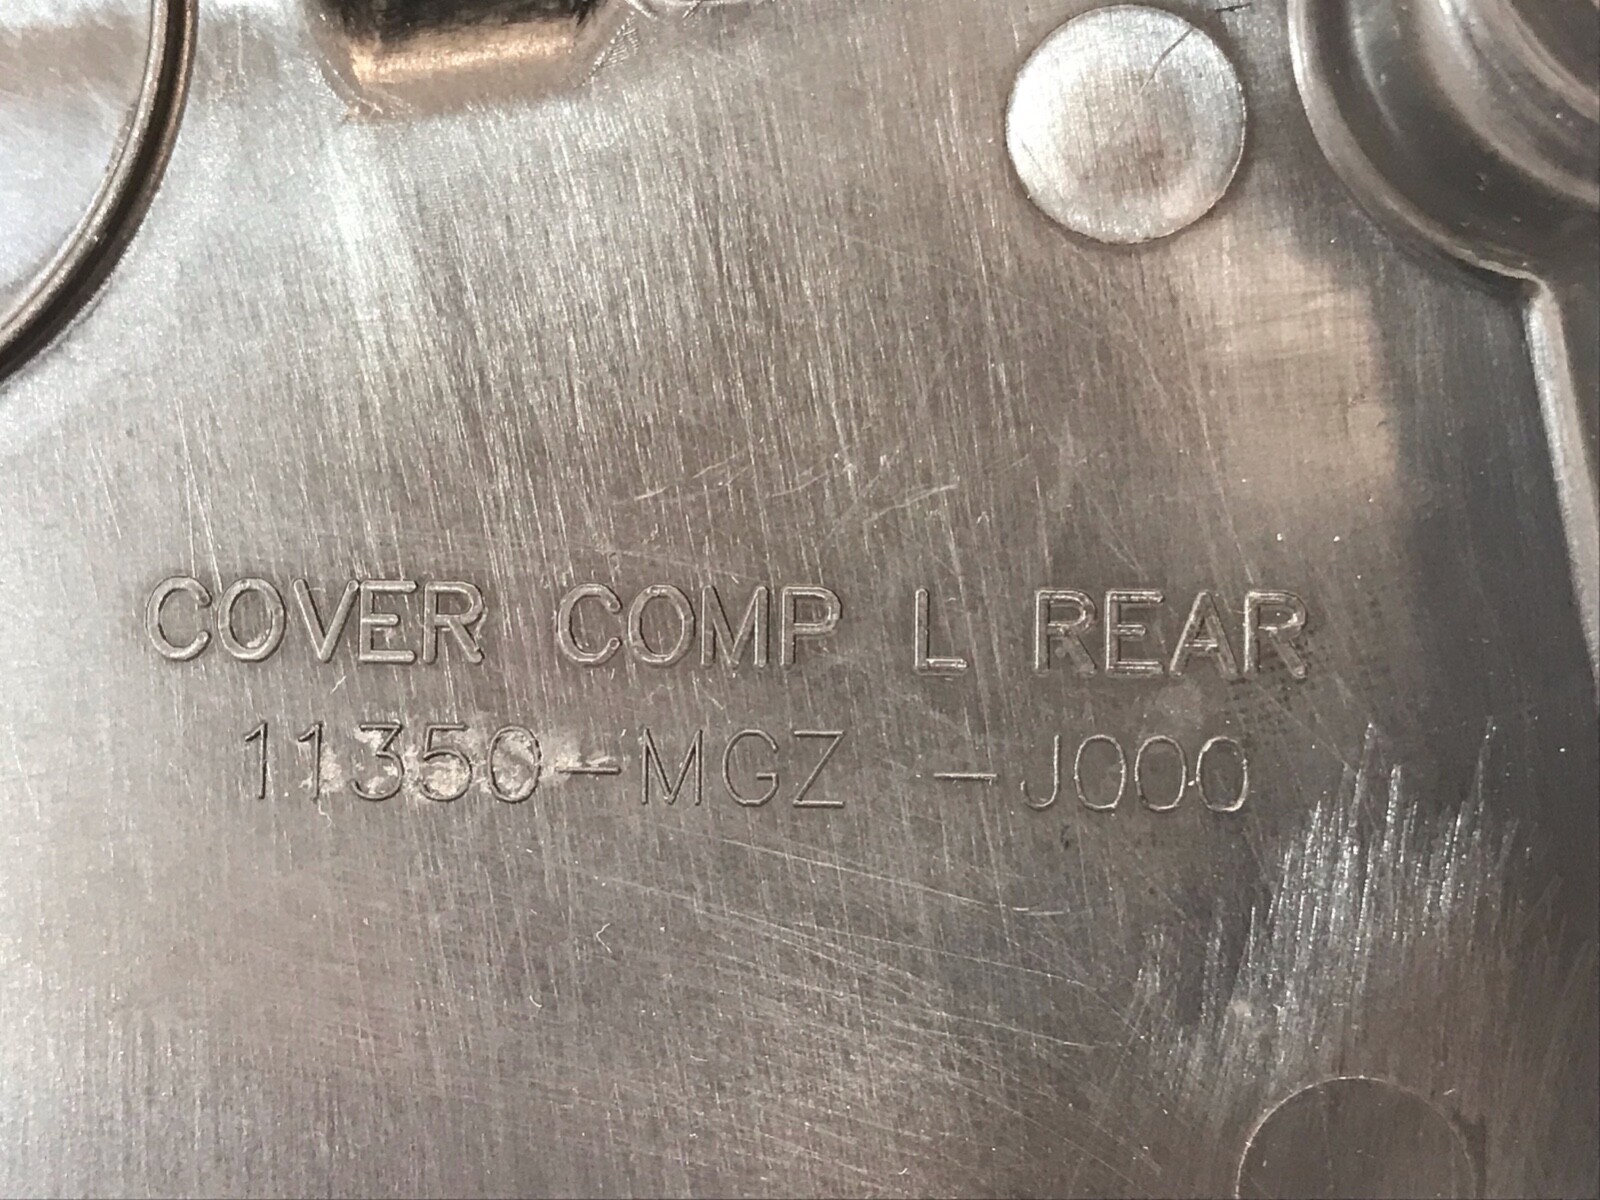 COVER COMP L REAR
11350-MGZ -J000